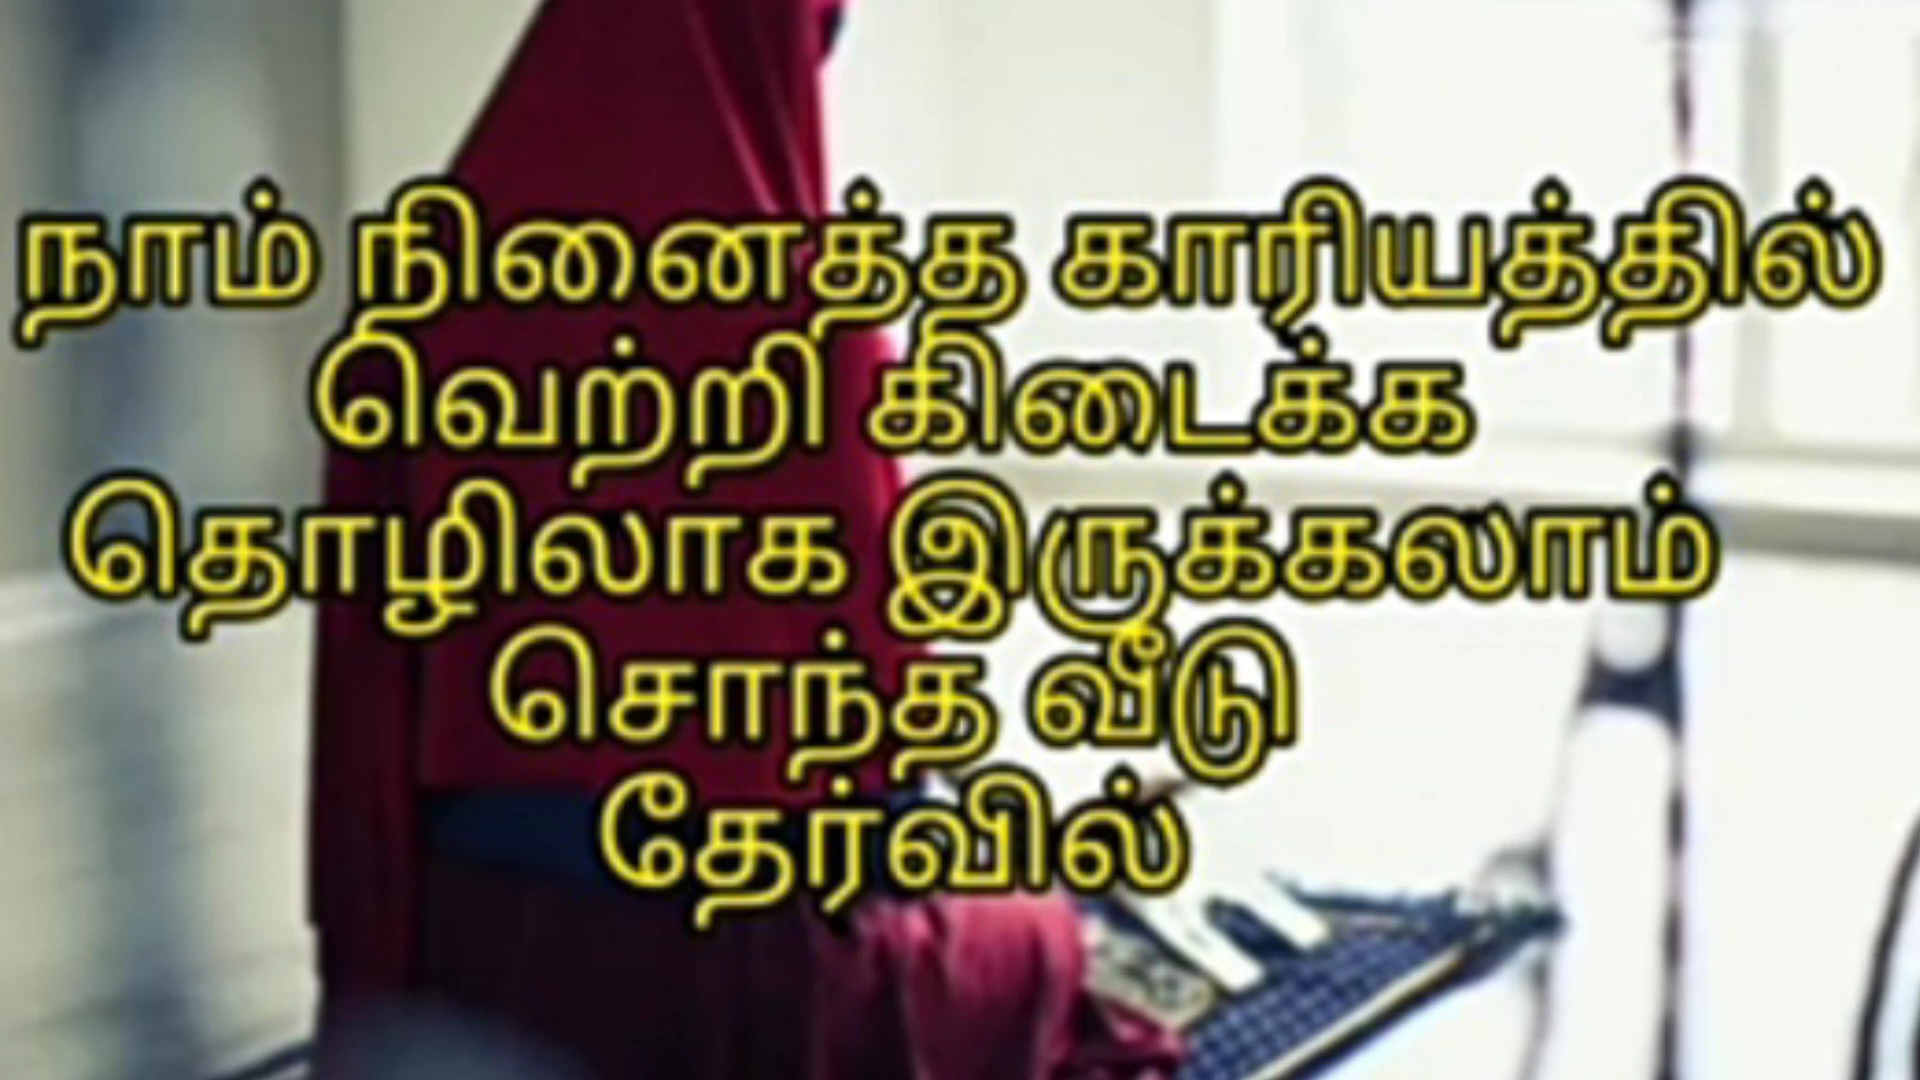 நாம் நினைத்த காரியத்தில்
வெற்றி கிடைக்க
தொழிலாக இருக்கலாம்
சொந்த வீடு
தேர்வில்